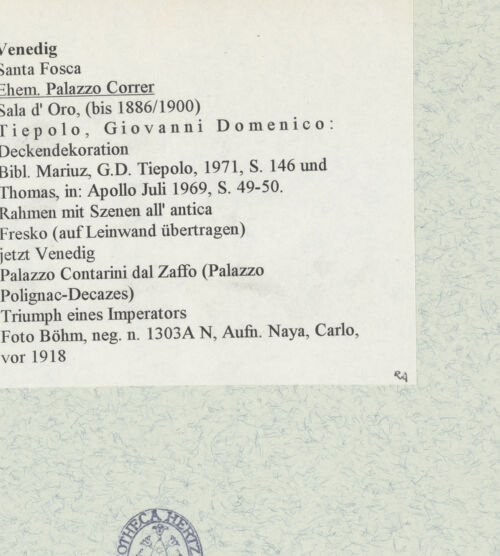 Venedig
Santa Fosca
Ehem. Palazzo Correr
Sala d' Oro, (bis 1886/1900)
Tiepolo, Giovanni Domenico:
Deckendekoration
Bibl. Mariuz, G.D. Tiepolo, 1971, S. 146 und
Thomas, in: Apollo Juli 1969, S. 49-50.
Rahmen mit Szenen all' antica
Fresko (auf Leinwand übertragen)
jetzt Venedig
Palazzo Contarini dal Zaffo (Palazzo
Polignac-Decazes)
Triumph eines Imperators
Foto Böhm, neg. n. 1303A N, Aufn. Naya, Carlo,
vor 1918
RA
OTHECA HERTZ